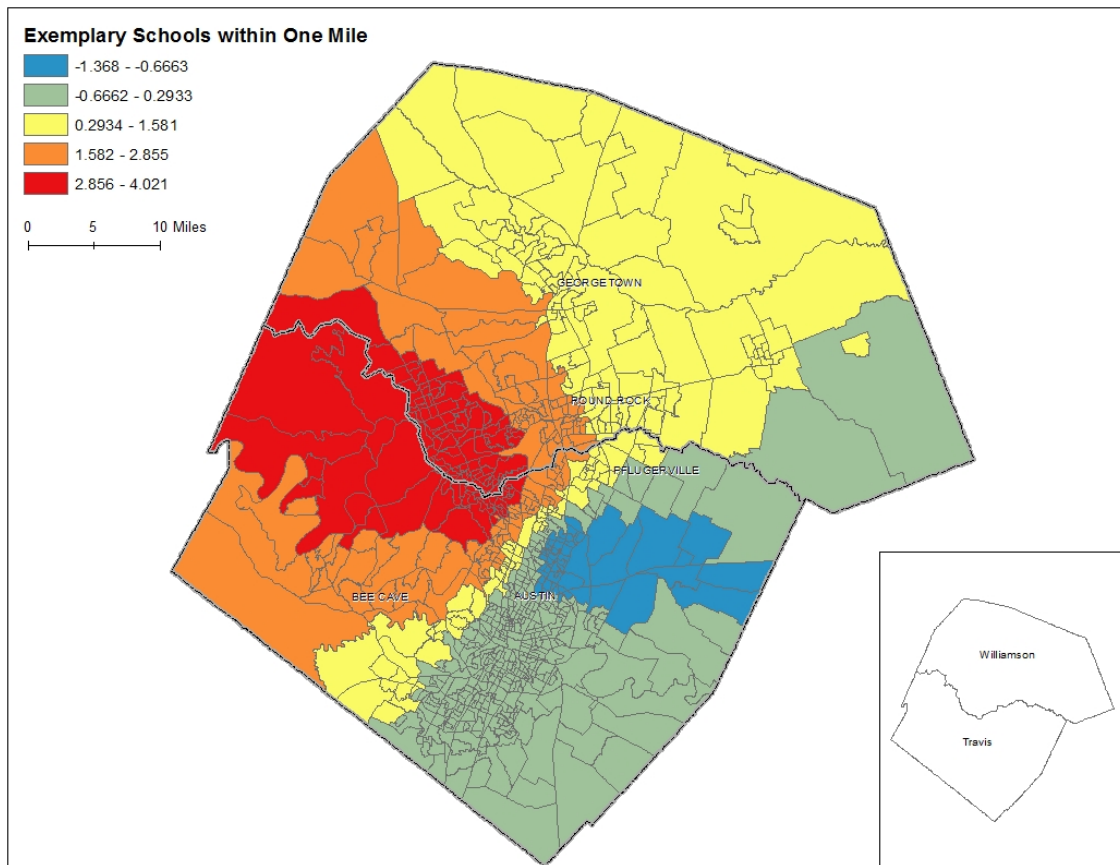 Exemplary Schools within One Mile
-1.368 - -0.6663
-0.6662 - 0.2933
0.2934 - 1.581
1.582 - 2.855
2.856 - 4.021
0 5 10 Miles
GEORGETOWN
ROUND ROCK
PFLUGERVILLE
BEE CAVE
AUSTIN
Williamson
Travis